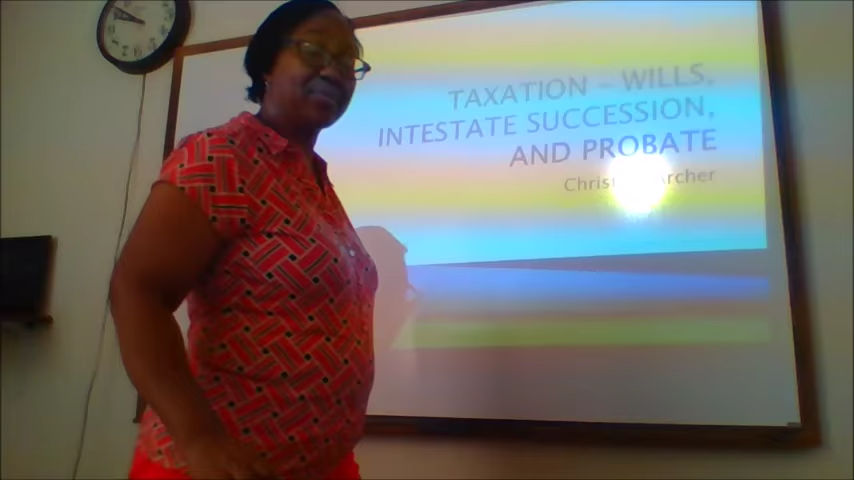 TAXATION – WILLS,
INTESTATE SUCCESSION,
AND PROBATE